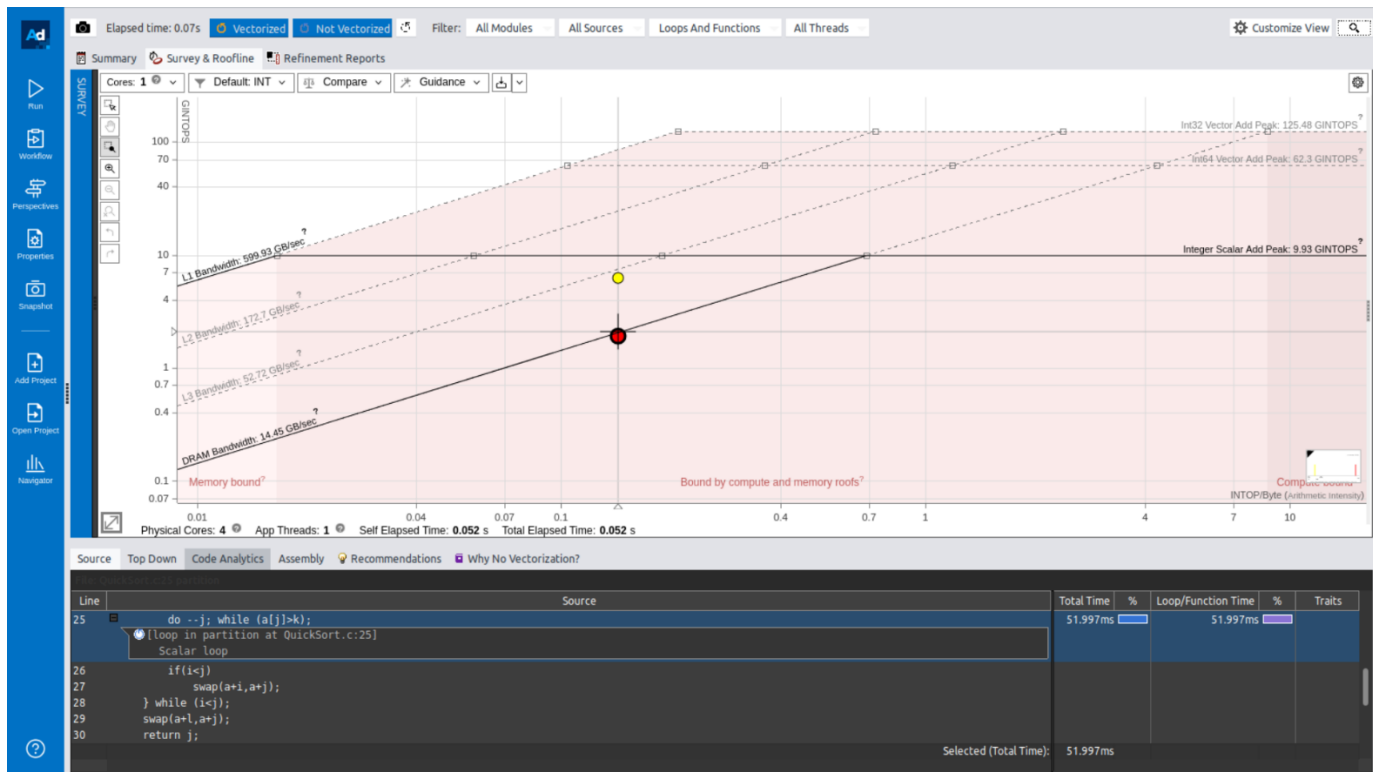 Ad
Elapsed time: 0.07s Vectorized Not Vectorized Filter: All Modules All Sources Loops And Functions All Threads Customize View
Summary Survey & Roofline Refinement Reports
SURVEY
Cores: 1 Default: INT Compare Guidance
Run
Workflow
Perspectives
Properties
Snapshot
Add Project
Open Project
Navigator
GINTOPS
100
70
40
10
7
4
1
0.7
0.4
0.1
0.07
Int32 Vector Add Peak: 125.48 GINTOPS?
Int64 Vector Add Peak: 62.3 GINTOPS?
Integer Scalar Add Peak: 9.93 GINTOPS?
L1 Bandwidth: 599.93 GB/sec?
L2 Bandwidth: 172.7 GB/sec?
L3 Bandwidth: 52.72 GB/sec?
DRAM Bandwidth: 14.45 GB/sec?
Memory bound? Bound by compute and memory roofs?
INTOP/Byte (Arithmetic Intensity)
0.01 0.04 0.07 0.1 0.4 0.7 1 4 7 10
Physical Cores: 4 App Threads: 1 Self Elapsed Time: 0.052 s Total Elapsed Time: 0.052 s
Source Top Down Code Analytics Assembly Recommendations Why No Vectorization?
Line Source Total Time % Loop/Function Time % Traits
25 do --j; while (a[j]>k); 51.997ms 51.997ms
[loop in partition at QuickSort.c:25]
Scalar loop
26 if(i<j)
27 swap(a+i,a+j);
28 } while (i<j);
29 swap(a+l,a+j);
30 return j;
Selected (Total Time): 51.997ms